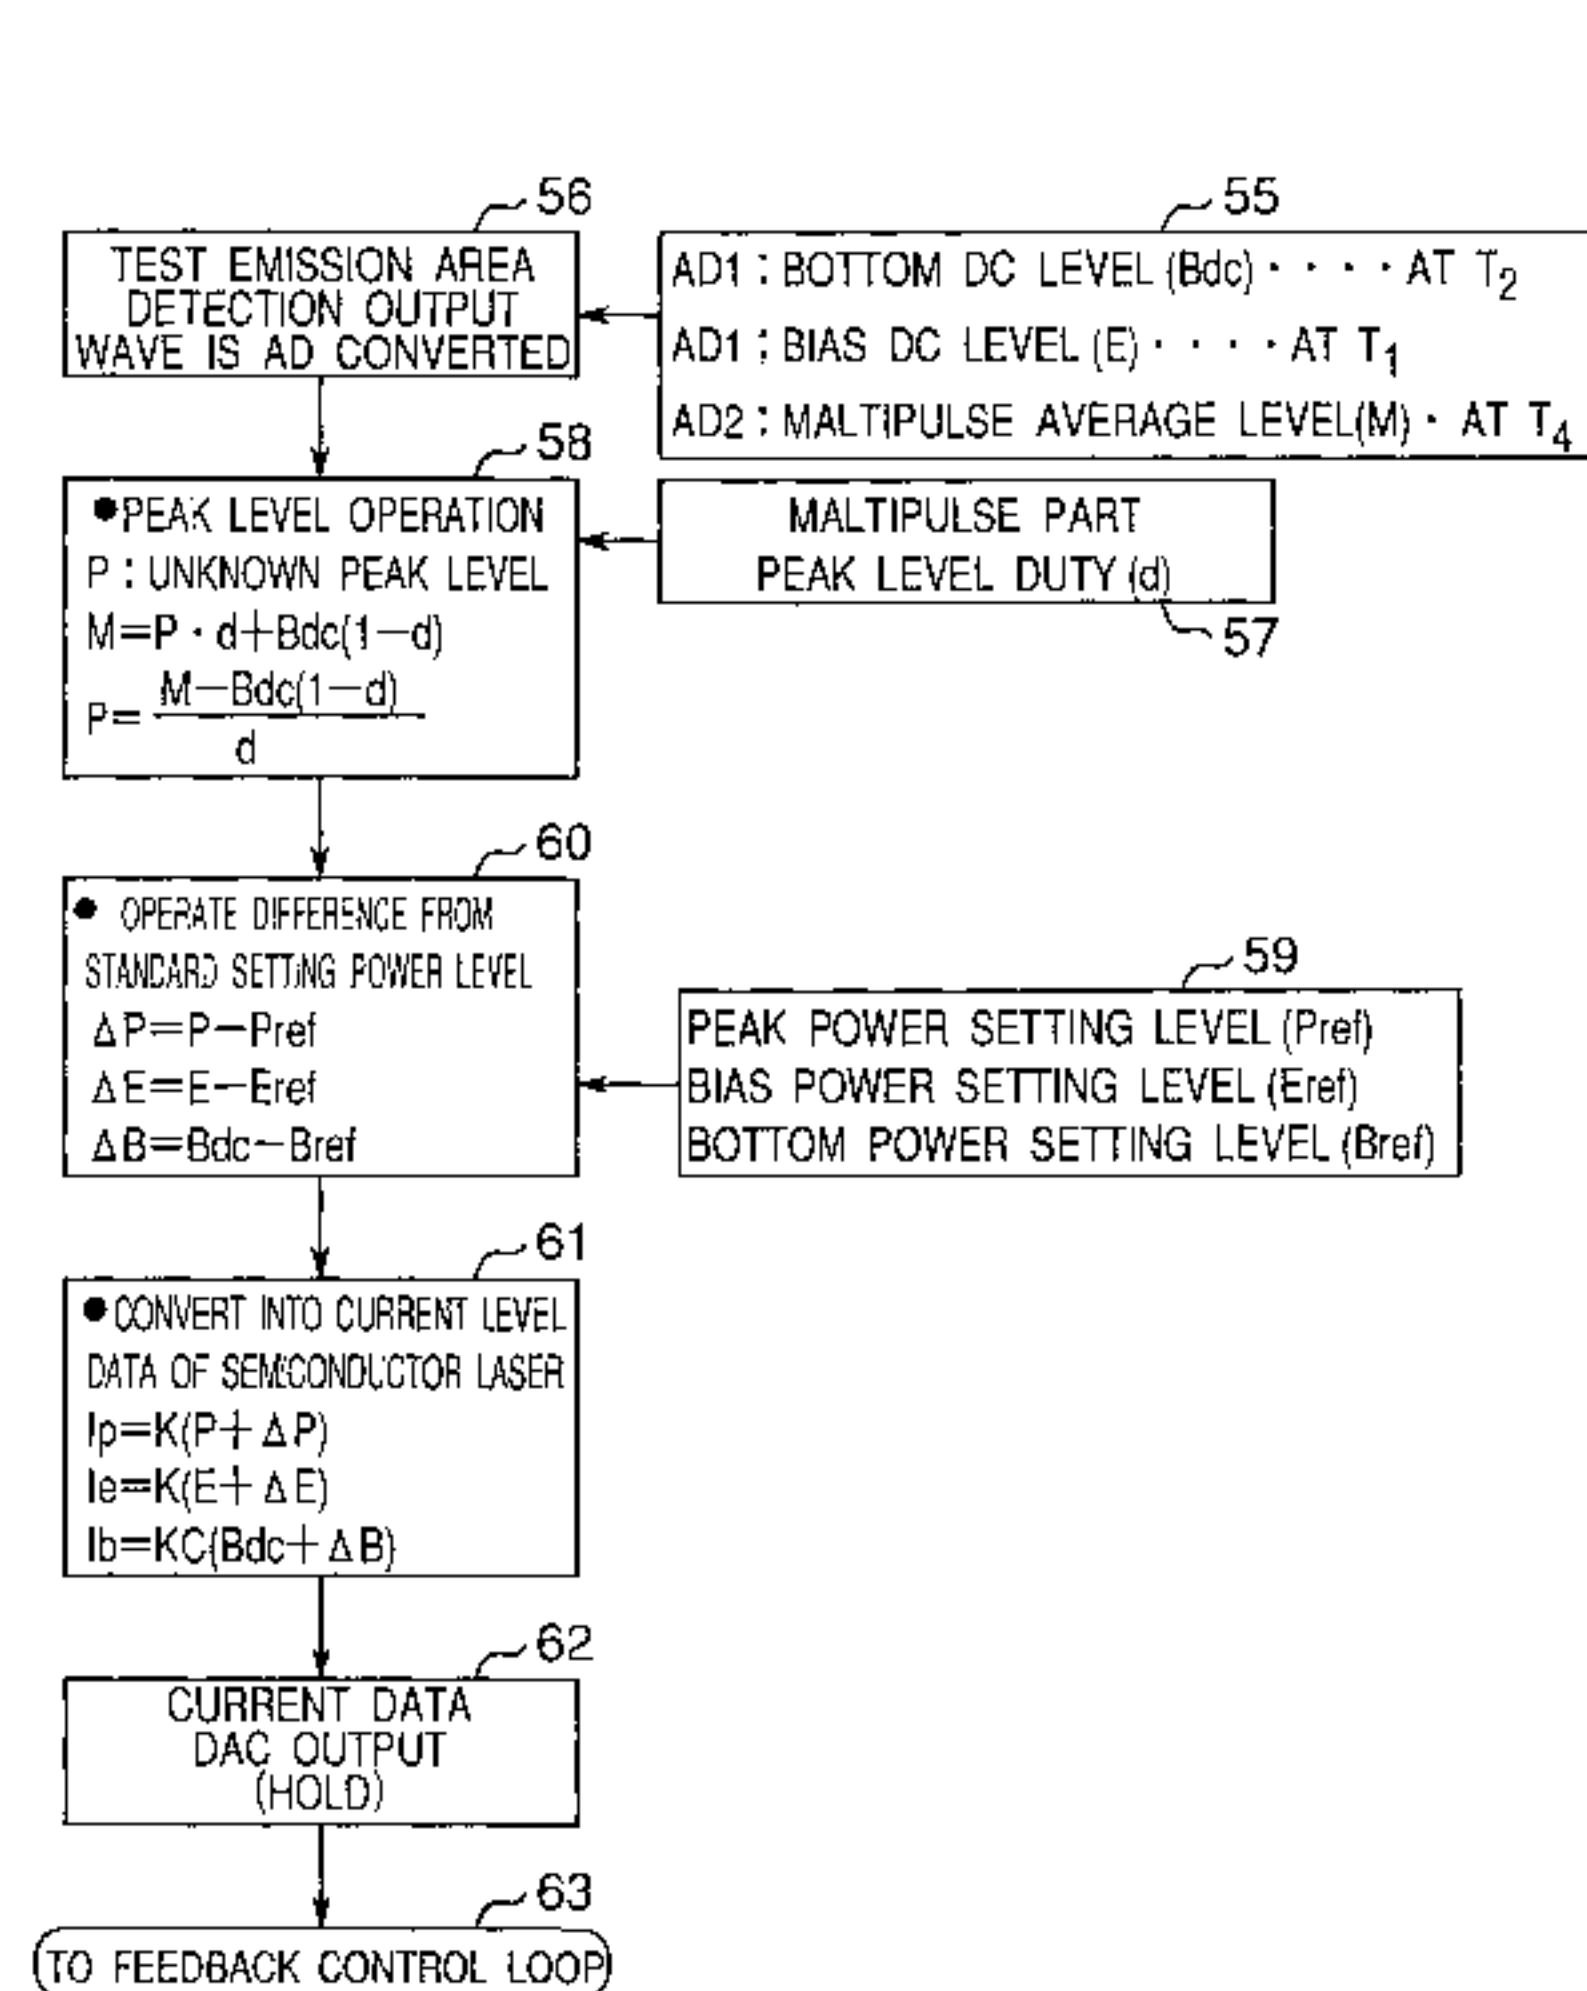 56
TEST EMISSION AREA
DETECTION OUTPUT
WAVE IS AD CONVERTED
55
AD1 : BOTTOM DC LEVEL (Bdc) · · · · AT T2
AD1 : BIAS DC LEVEL (E) · · · · AT T1
AD2 : MALTIPULSE AVERAGE LEVEL(M) · AT T4
58
●PEAK LEVEL OPERATION
P : UNKNOWN PEAK LEVEL
M=P · d+Bdc(1−d)
P= M−Bdc(1−d)
d
MALTIPULSE PART
PEAK LEVEL DUTY (d)
57
60
● OPERATE DIFFERENCE FROM
STANDARD SETTING POWER LEVEL
ΔP=P−Pref
ΔE=E−Eref
ΔB=Bdc−Bref
59
PEAK POWER SETTING LEVEL (Pref)
BIAS POWER SETTING LEVEL (Eref)
BOTTOM POWER SETTING LEVEL (Bref)
61
●CONVERT INTO CURRENT LEVEL
DATA OF SEMICONDUCTOR LASER
Ip=K(P+ΔP)
Ie=K(E+ΔE)
Ib=KC(Bdc+ΔB)
62
CURRENT DATA
DAC OUTPUT
(HOLD)
63
TO FEEDBACK CONTROL LOOP